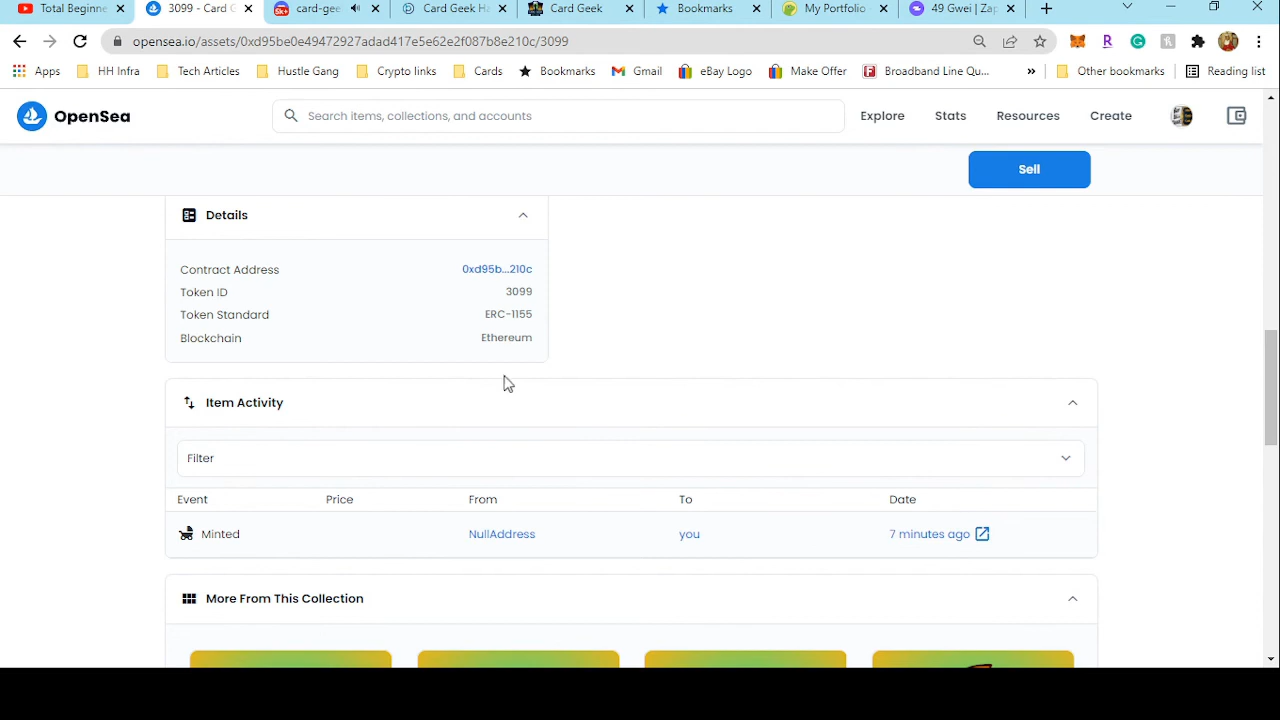 Total Beginne
3099 - Card G
card-gee
Card Geek Ha
Card Geek
Bookmarks
My Portfolio
49 Gwei | Zap
opensea.io/assets/0xd95be0e49472927adad417e5e62e2f087b8e210c/3099
Apps
HH Infra
Tech Articles
Hustle Gang
Crypto links
Cards
Bookmarks
Gmail
eBay Logo
Make Offer
Broadband Line Qu...
»
Other bookmarks
Reading list
OpenSea
Search items, collections, and accounts
Explore
Stats
Resources
Create
Sell
Details
Contract Address 0xd95b...210c
Token ID 3099
Token Standard ERC-1155
Blockchain Ethereum
Item Activity
Filter
Event Price From To Date
Minted NullAddress you 7 minutes ago
More From This Collection